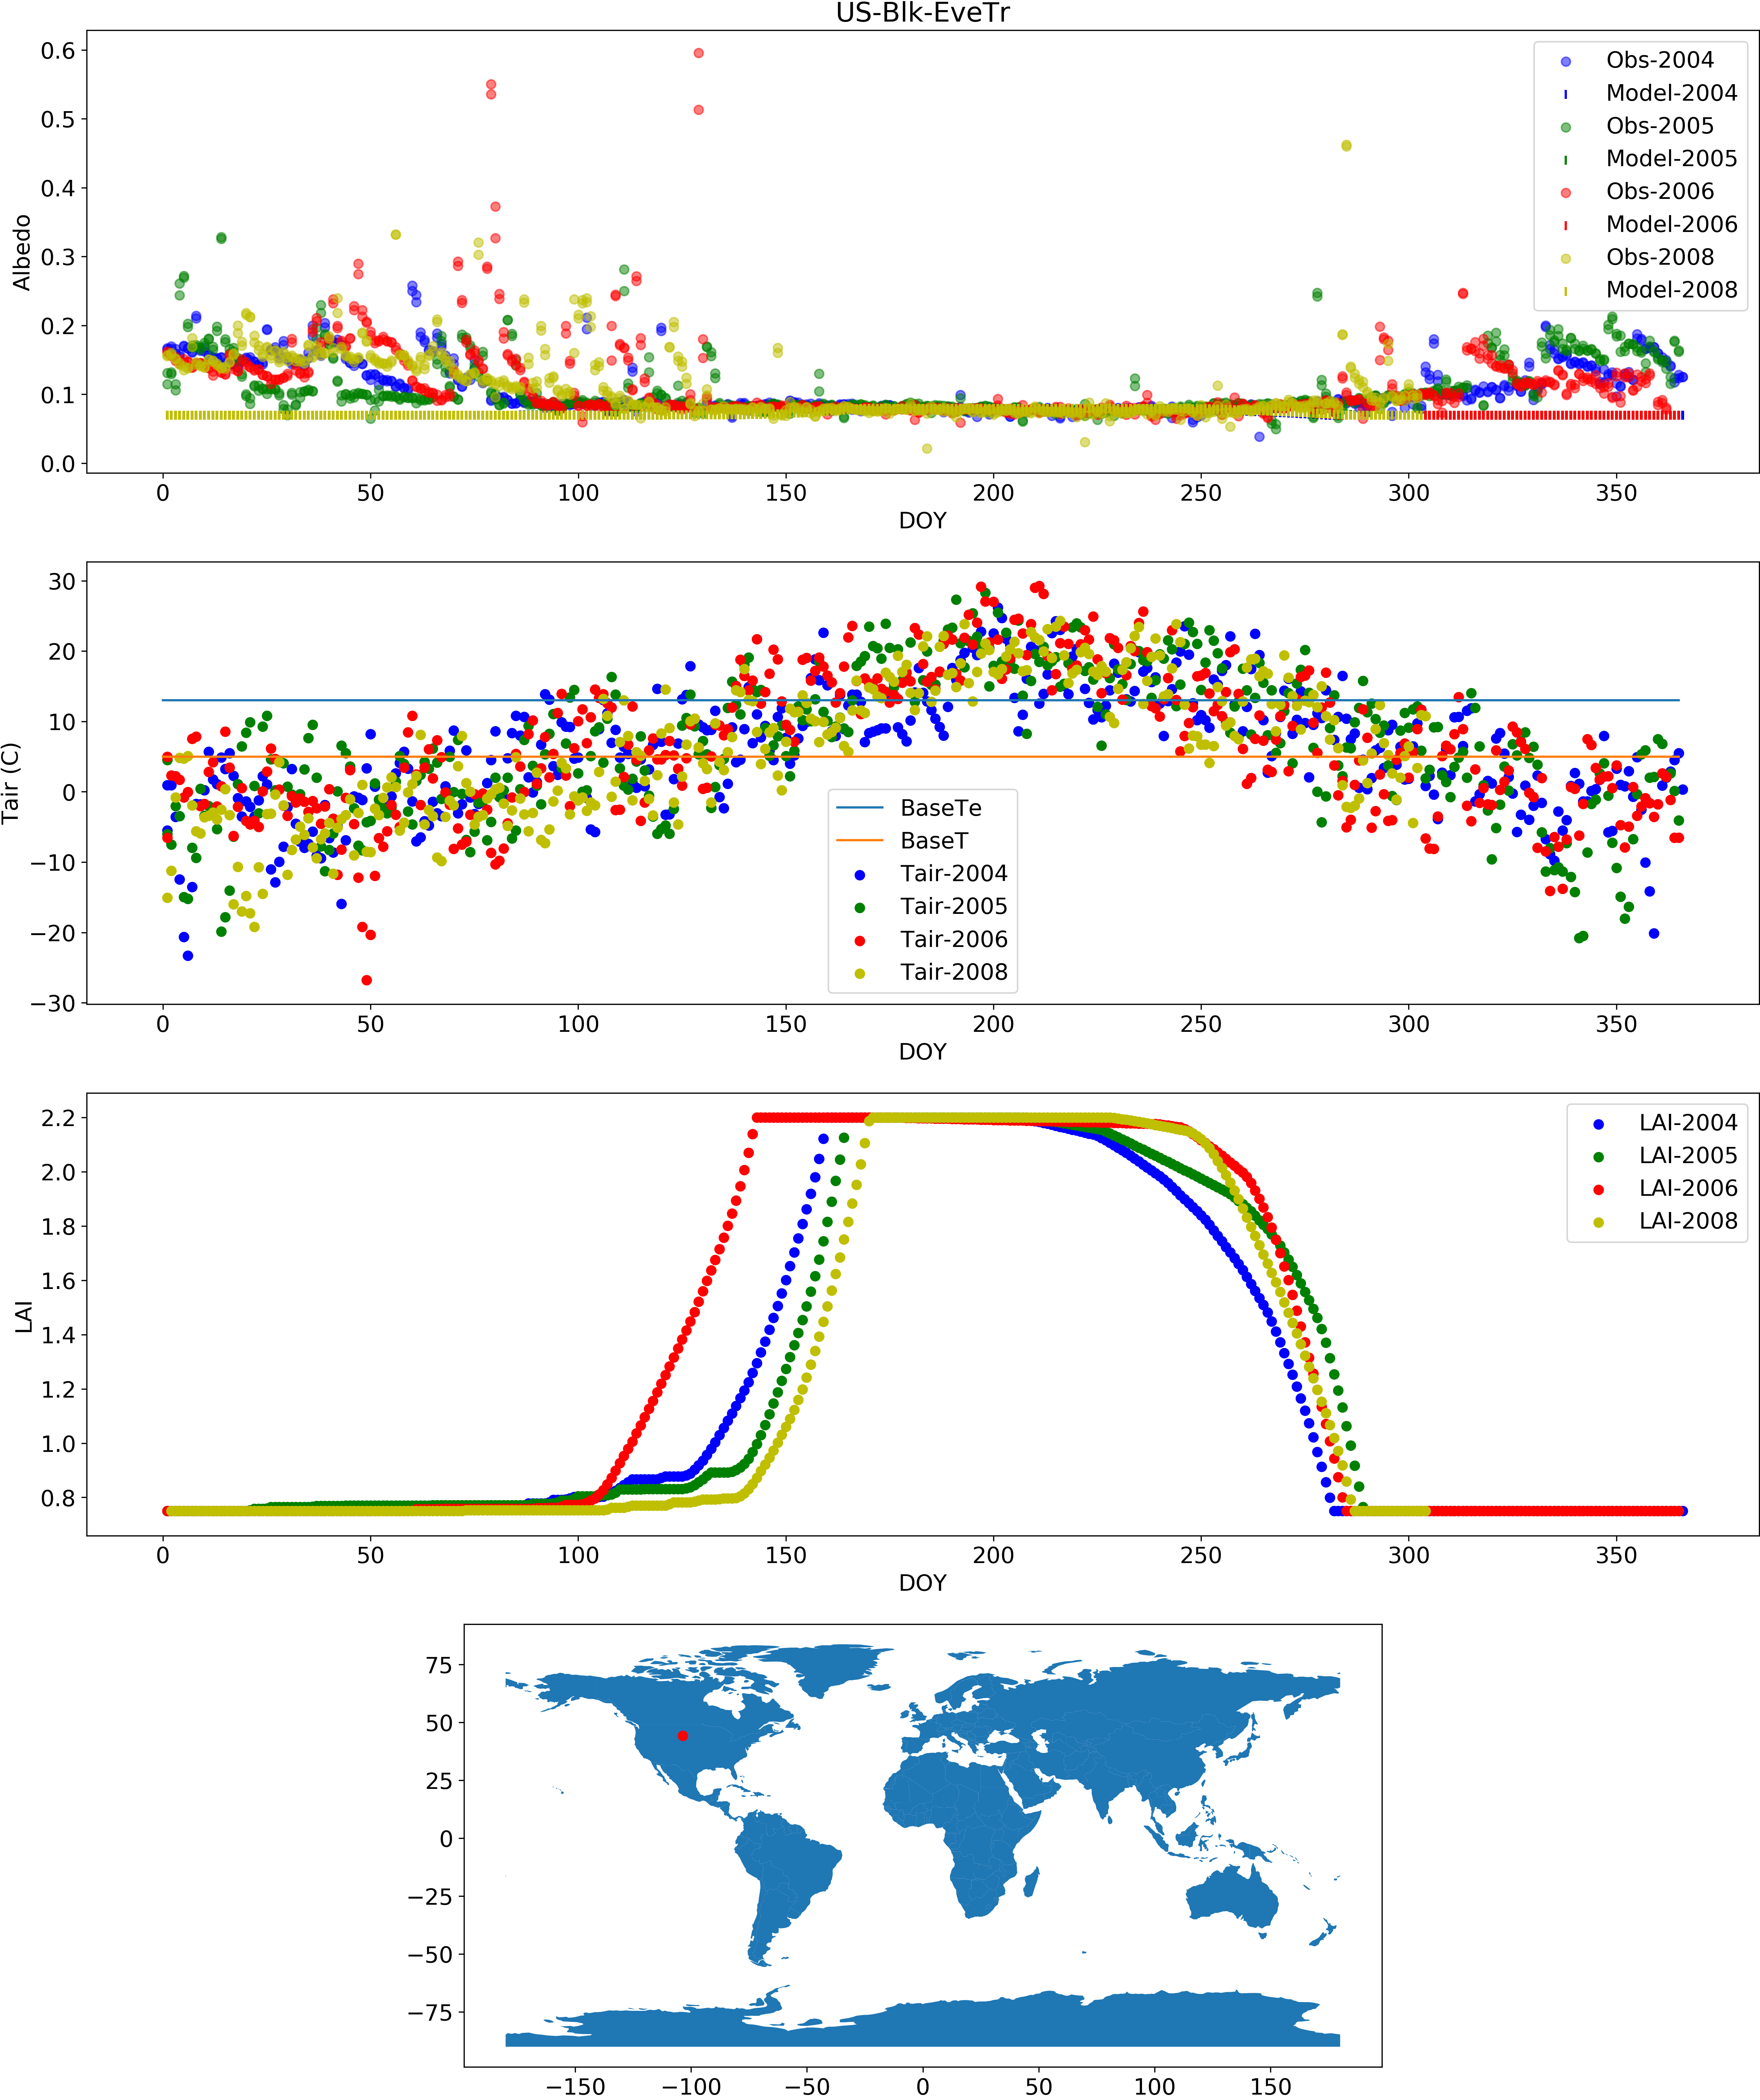 US-Blk-EveTr
0.6
0.5
0.4
0.3
0.2
0.1
0.0
Albedo
Obs-2004
Model-2004
Obs-2005
Model-2005
Obs-2006
Model-2006
Obs-2008
Model-2008
0 50 100 150 200 250 300 350
DOY
30
20
10
0
−10
−20
−30
Tair (C)
BaseTe
BaseT
Tair-2004
Tair-2005
Tair-2006
Tair-2008
0 50 100 150 200 250 300 350
DOY
2.2
2.0
1.8
1.6
1.4
1.2
1.0
0.8
LAI
LAI-2004
LAI-2005
LAI-2006
LAI-2008
0 50 100 150 200 250 300 350
DOY
75
50
25
0
−25
−50
−75
−150 −100 −50 0 50 100 150